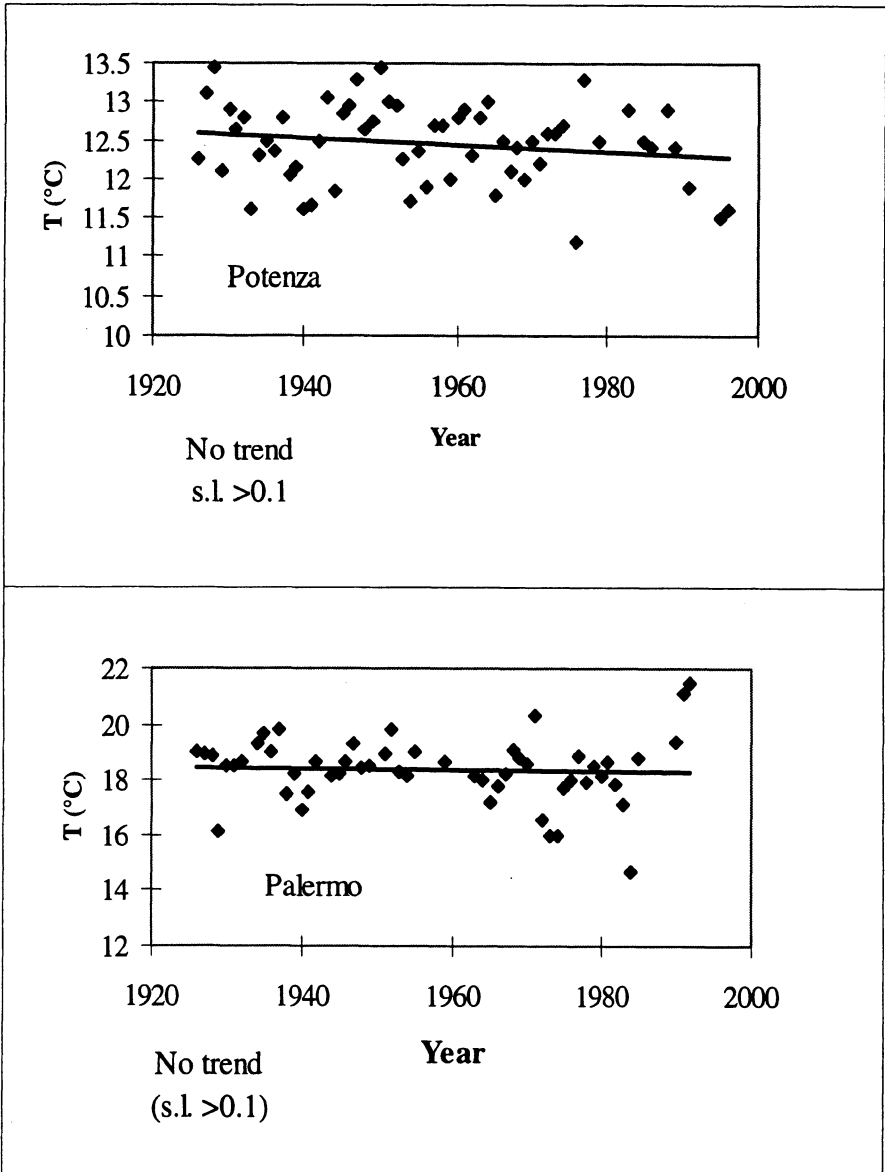 13.5
13
12.5
12
11.5
11
10.5
10
T (°C)
Potenza
1920 1940 1960 1980 2000
Year
No trend
s.l. >0.1
22
20
18
16
14
12
T (°C)
Palermo
1920 1940 1960 1980 2000
Year
No trend
(s.l. >0.1)